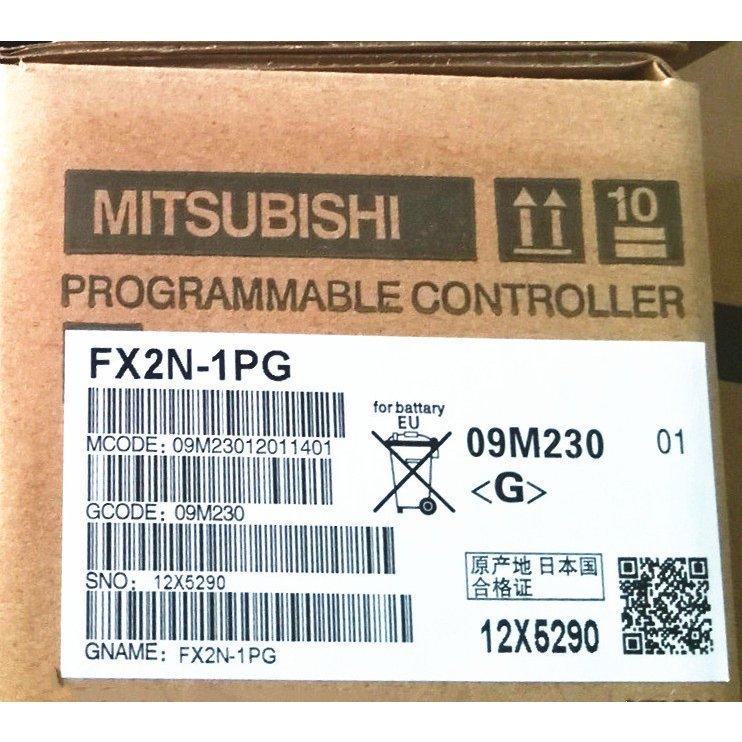 MITSUBISHI
10
PROGRAMMABLE CONTROLLER
FX2N-1PG
MCODE: 09M23012011401
GCODE: 09M230
SNO: 12X5290
GNAME: FX2N-1PG
for battary
EU
09M230 01
<G>
原产地 日本国
合格证
12X5290